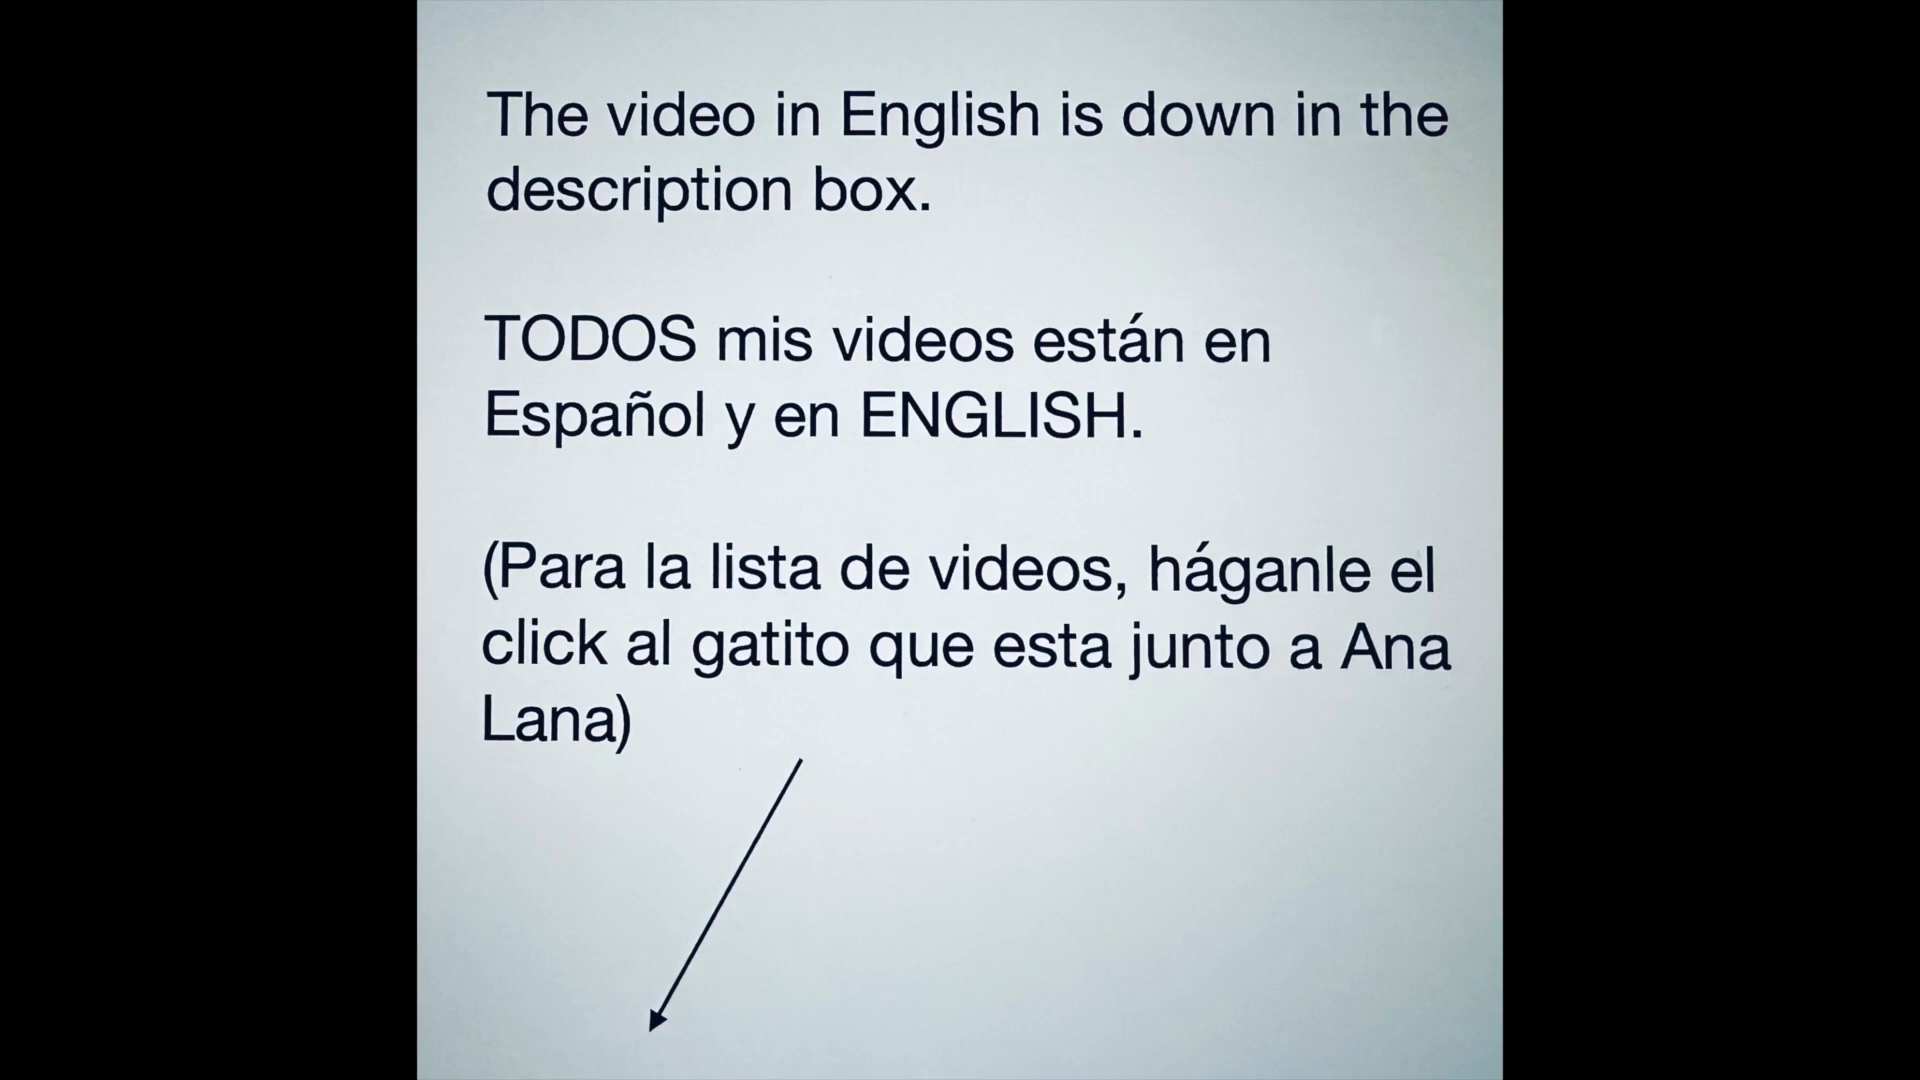 The video in English is down in the
description box.
TODOS mis videos están en
Español y en ENGLISH.
(Para la lista de videos, háganle el
click al gatito que esta junto a Ana
Lana)